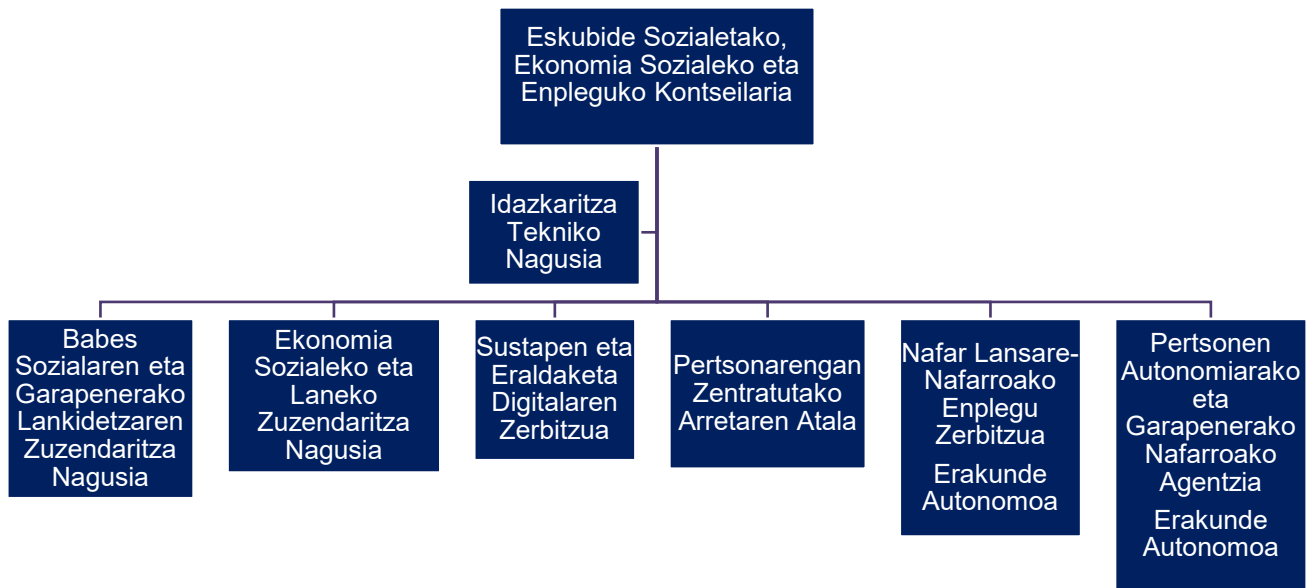 Eskubide Sozialetako,
Ekonomia Sozialeko eta
Enpleguko Kontseilaria
Idazkaritza
Tekniko
Nagusia
Babes
Sozialaren eta
Garapenerako
Lankidetzaren
Zuzendaritza
Nagusia
Ekonomia
Sozialeko eta
Laneko
Zuzendaritza
Nagusia
Sustapen eta
Eraldaketa
Digitalaren
Zerbitzua
Pertsonarengan
Zentratutako
Arretaren Atala
Nafar Lansare-
Nafarroako
Enplegu
Zerbitzua
Erakunde
Autonomoa
Pertsonen
Autonomiarako
eta
Garapenerako
Nafarroako
Agentzia
Erakunde
Autonomoa